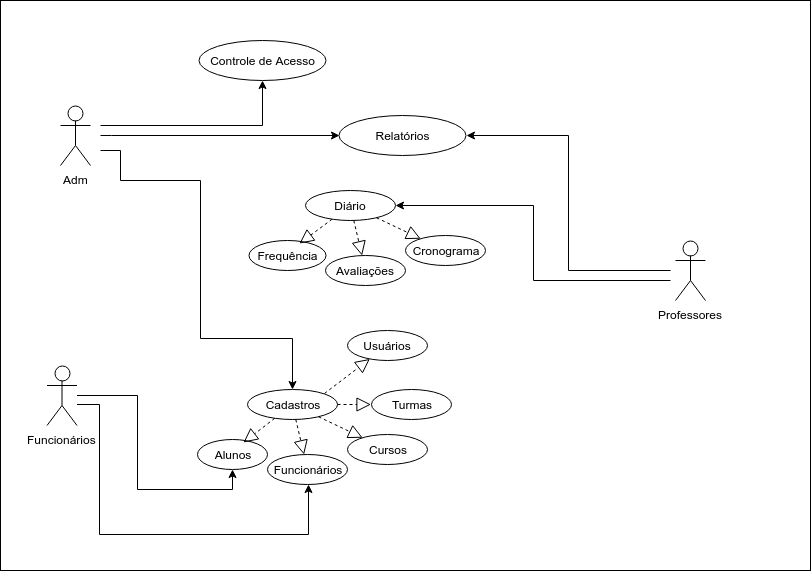 Controle de Acesso
Relatórios
Adm
Diário
Frequência
Cronograma
Avaliações
Professores
Usuários
Cadastros
Turmas
Funcionários
Alunos
Cursos
Funcionários